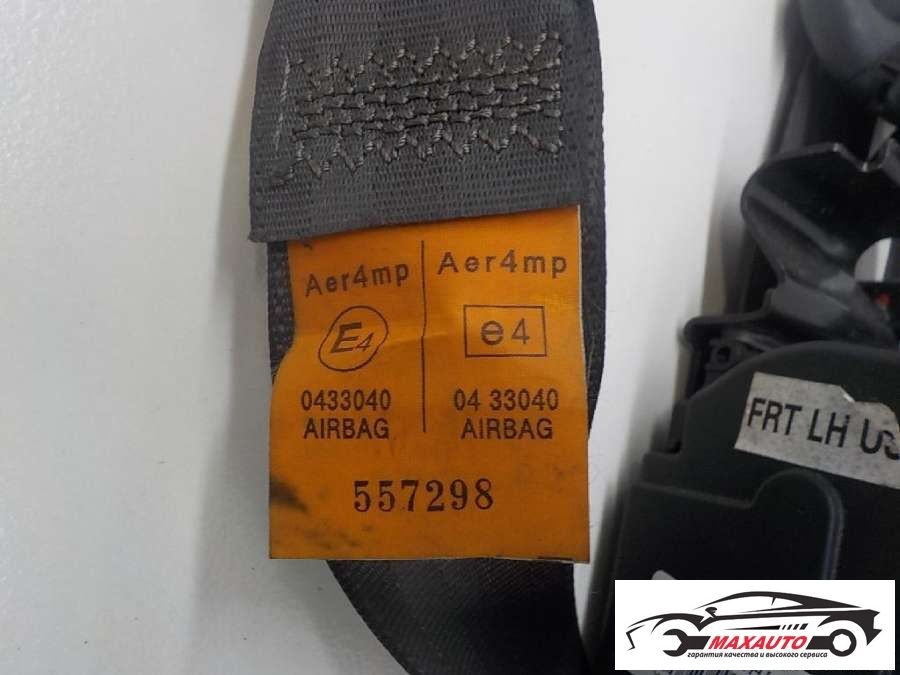 Aer4mp
E4
0433040
AIRBAG
Aer4mp
e4
04 33040
AIRBAG
557298
FRT LH
MAXAUTO
гарантия качества и высокого сервиса